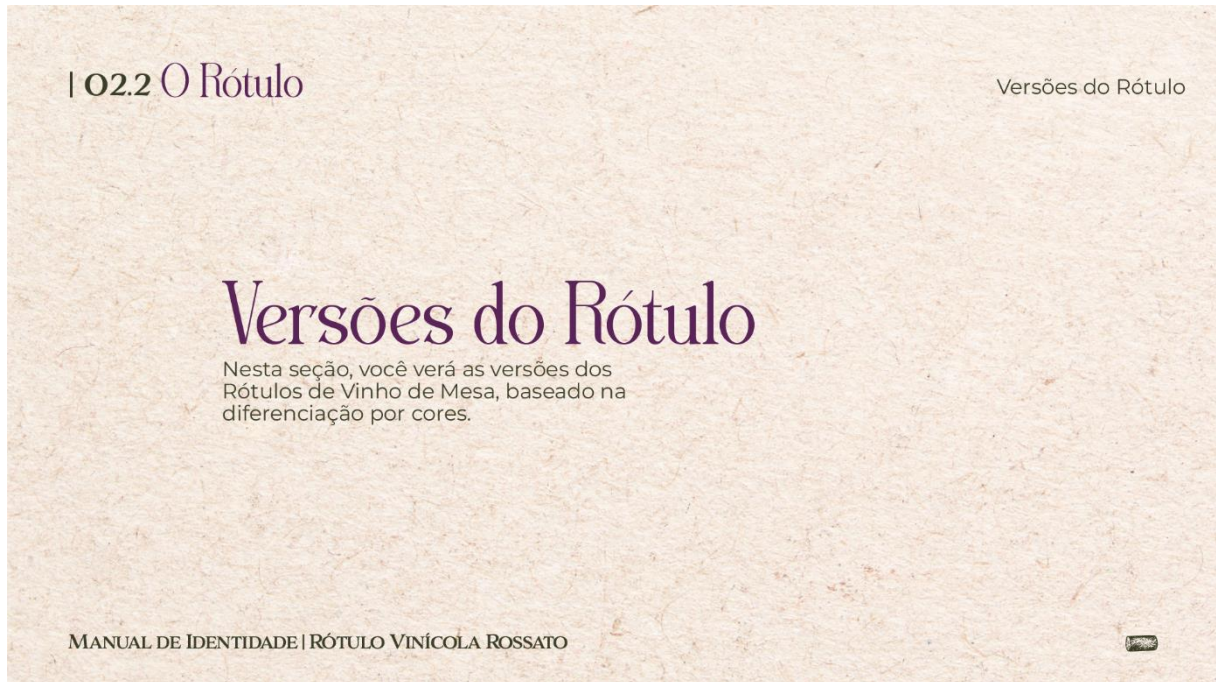 | 02.2 O Rótulo
Versões do Rótulo
Versões do Rótulo
Nesta seção, você verá as versões dos
Rótulos de Vinho de Mesa, baseado na
diferenciação por cores.
Manual de Identidade | Rótulo Vinícola Rossato